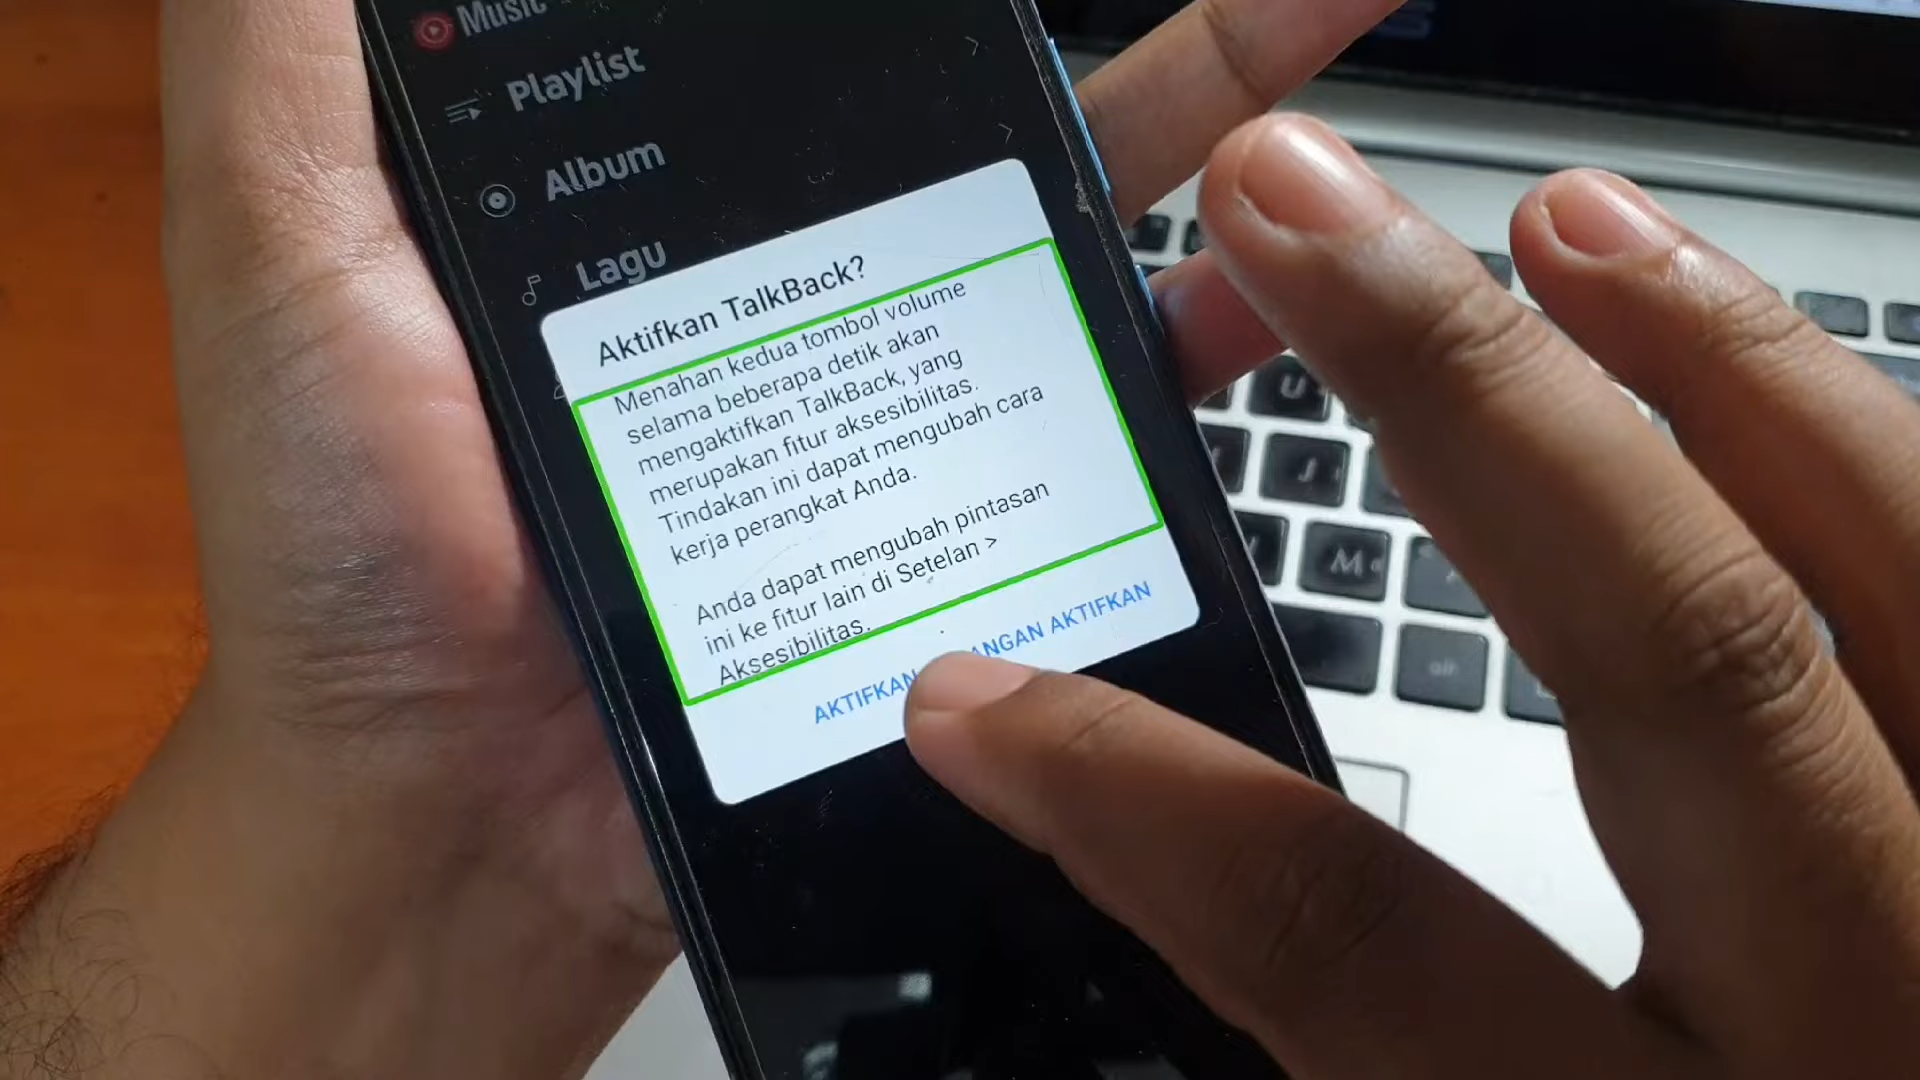 Music
Playlist
Album
Lagu
Aktifkan TalkBack?
Menahan kedua tombol volume
selama beberapa detik akan
mengaktifkan TalkBack, yang
merupakan fitur aksesibilitas.
Tindakan ini dapat mengubah cara
kerja perangkat Anda.
Anda dapat mengubah pintasan
ini ke fitur lain di Setelan >
Aksesibilitas.
AKTIFKAN AKTIFKAN
U
J
M
alt